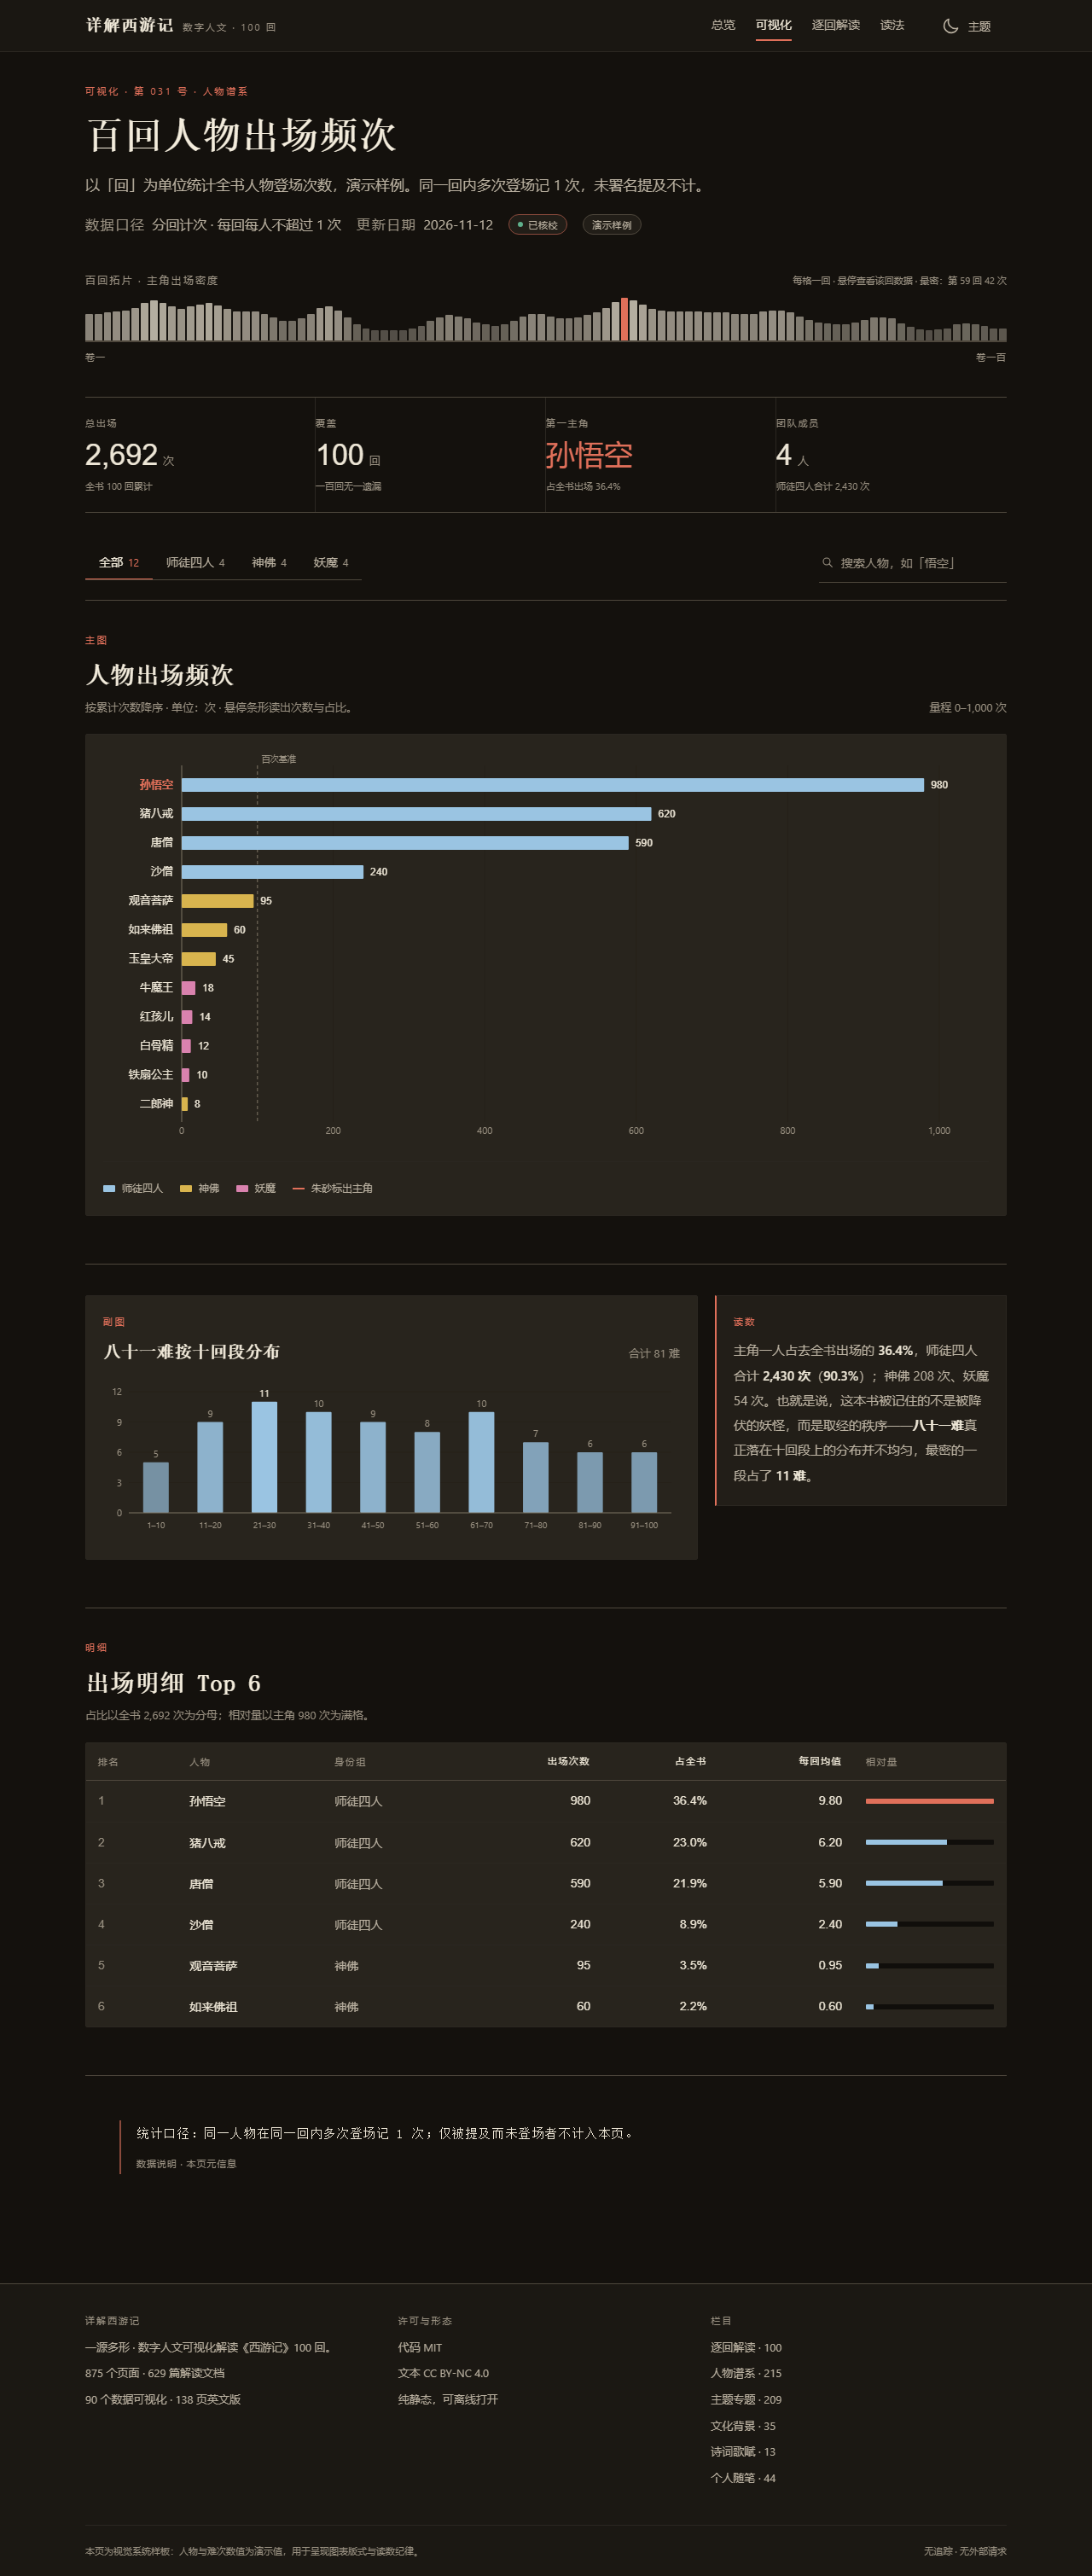 详解西游记 数字人文 · 100 回
总览 可视化 逐回解读 读法 主题
可视化 · 第 031 号 · 人物谱系
百回人物出场频次
以「回」为单位统计全书人物登场次数，演示样例。同一回内多次登场记 1 次，未署名提及不计。
数据口径 分回计次 · 每回每人不超过 1 次 更新日期 2026-11-12 已核校 演示样例
百回拓片 · 主角出场密度 每格一回 · 悬停查看该回数据 · 最密：第 59 回 42 次
卷一 卷一百
总出场 覆盖 第一主角 团队成员
2,692 次 100 回 孙悟空 4 人
全书 100 回累计 一百回无一遗漏 占全书出场 36.4% 师徒四人合计 2,430 次
全部 12 师徒四人 4 神佛 4 妖魔 4 搜索人物，如「悟空」
主图
人物出场频次
按累计次数降序 · 单位：次 · 悬停条形读出次数与占比。 量程 0–1,000 次
百次基准
孙悟空 980
猪八戒 620
唐僧 590
沙僧 240
观音菩萨 95
如来佛祖 60
玉皇大帝 45
牛魔王 18
红孩儿 14
白骨精 12
铁扇公主 10
二郎神 8
0 200 400 600 800 1,000
师徒四人 神佛 妖魔 朱砂标出主角
副图
八十一难按十回段分布 合计 81 难
12
9
6
3
0
5 9 11 10 9 8 10 7 6 6
1–10 11–20 21–30 31–40 41–50 51–60 61–70 71–80 81–90 91–100
读数
主角一人占去全书出场的 36.4%，师徒四人
合计 2,430 次（90.3%）；神佛 208 次、妖魔
54 次。也就是说，这本书被记住的不是被降
伏的妖怪，而是取经的秩序——八十一难真
正落在十回段上的分布并不均匀，最密的一
段占了 11 难。
明细
出场明细 Top 6
占比以全书 2,692 次为分母；相对量以主角 980 次为满格。
排名 人物 身份组 出场次数 占全书 每回均值 相对量
1 孙悟空 师徒四人 980 36.4% 9.80
2 猪八戒 师徒四人 620 23.0% 6.20
3 唐僧 师徒四人 590 21.9% 5.90
4 沙僧 师徒四人 240 8.9% 2.40
5 观音菩萨 神佛 95 3.5% 0.95
6 如来佛祖 神佛 60 2.2% 0.60
统计口径：同一人物在同一回内多次登场记 1 次；仅被提及而未登场者不计入本页。
数据说明 · 本页元信息
详解西游记
一源多形 · 数字人文可视化解读《西游记》100 回。
875 个页面 · 629 篇解读文档
90 个数据可视化 · 138 页英文版
许可与形态
代码 MIT
文本 CC BY-NC 4.0
纯静态，可离线打开
栏目
逐回解读 · 100
人物谱系 · 215
主题专题 · 209
文化背景 · 35
诗词歌赋 · 13
个人随笔 · 44
本页为视觉系统样板：人物与难次数值为演示值，用于呈现图表版式与读数纪律。 无追踪 · 无外部请求